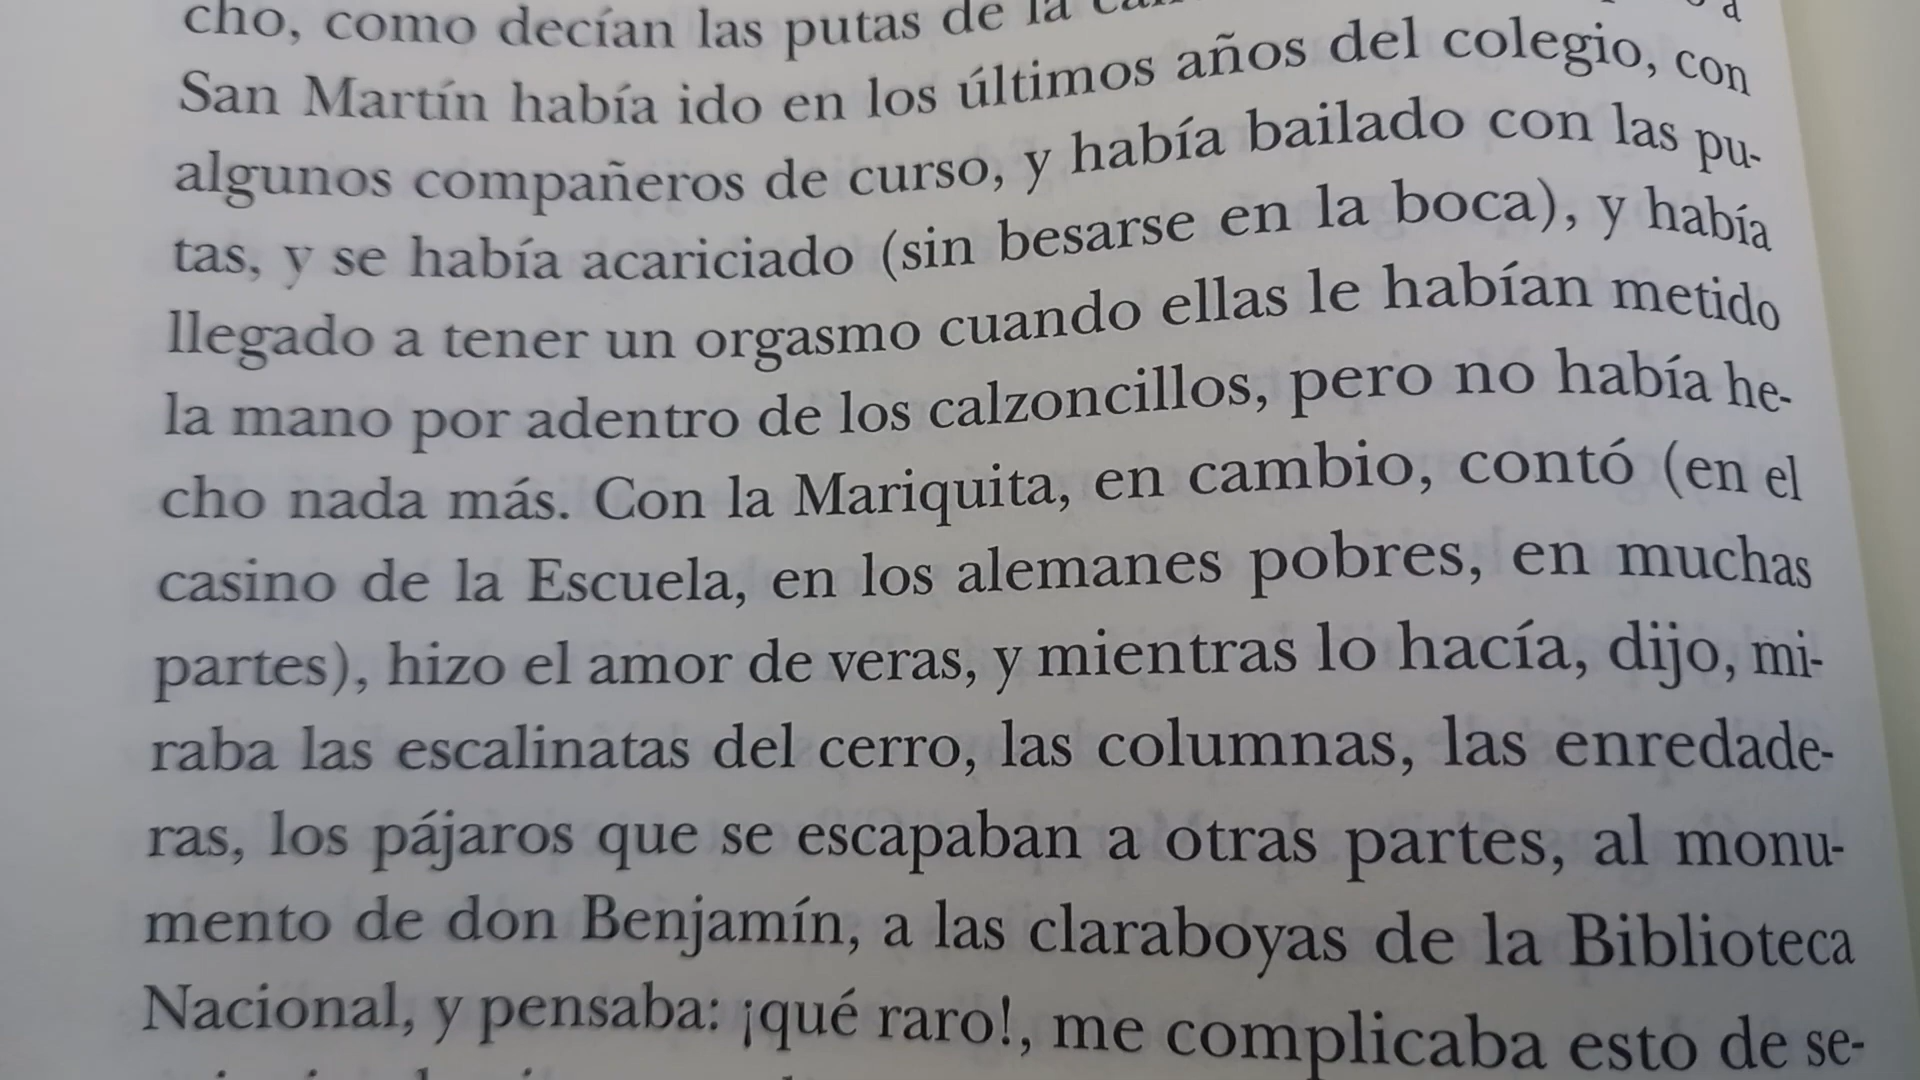 cho, como decían las putas de la
San Martín había ido en los últimos años del colegio, con
algunos compañeros de curso, y había bailado con las pu-
tas, y se había acariciado (sin besarse en la boca), y había
llegado a tener un orgasmo cuando ellas le habían metido
la mano por adentro de los calzoncillos, pero no había he-
cho nada más. Con la Mariquita, en cambio, contó (en el
casino de la Escuela, en los alemanes pobres, en muchas
partes), hizo el amor de veras, y mientras lo hacía, dijo, mi-
raba las escalinatas del cerro, las columnas, las enredade-
ras, los pájaros que se escapaban a otras partes, al monu-
mento de don Benjamín, a las claraboyas de la Biblioteca
Nacional, y pensaba: ¡qué raro!, me complicaba esto de se-